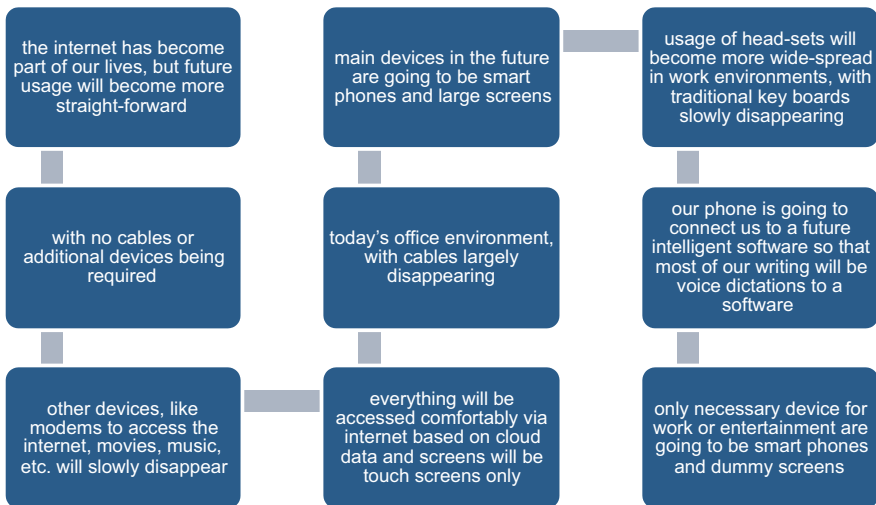 the internet has become
part of our lives, but future
usage will become more
straight-forward
with no cables or
additional devices being
required
other devices, like
modems to access the
internet, movies, music,
etc. will slowly disappear
everything will be
accessed comfortably via
internet based on cloud
data and screens will be
touch screens only
today's office environment,
with cables largely
disappearing
main devices in the future
are going to be smart
phones and large screens
usage of head-sets will
become more wide-spread
in work environments, with
traditional key boards
slowly disappearing
our phone is going to
connect us to a future
intelligent software so that
most of our writing will be
voice dictations to a
software
only necessary device for
work or entertainment are
going to be smart phones
and dummy screens